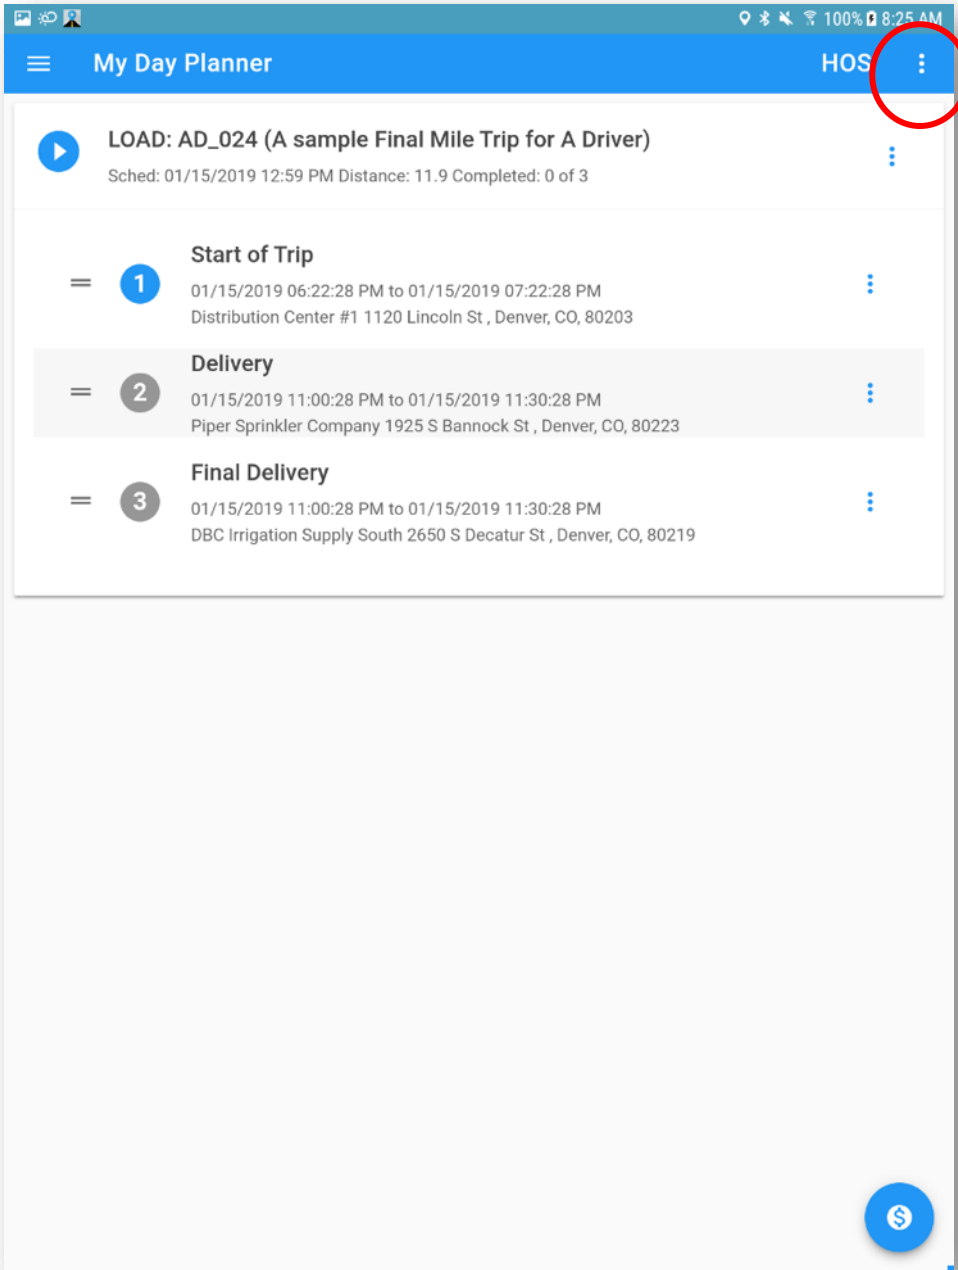 100% 8:25 AM
My Day Planner HOS
LOAD: AD_024 (A sample Final Mile Trip for A Driver)
Sched: 01/15/2019 12:59 PM Distance: 11.9 Completed: 0 of 3
Start of Trip
1
01/15/2019 06:22:28 PM to 01/15/2019 07:22:28 PM
Distribution Center #1 1120 Lincoln St , Denver, CO, 80203
Delivery
2
01/15/2019 11:00:28 PM to 01/15/2019 11:30:28 PM
Piper Sprinkler Company 1925 S Bannock St , Denver, CO, 80223
Final Delivery
3
01/15/2019 11:00:28 PM to 01/15/2019 11:30:28 PM
DBC Irrigation Supply South 2650 S Decatur St , Denver, CO, 80219
$